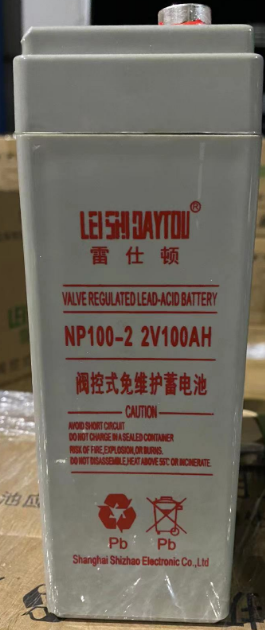 LEI SHI DAYTOU®
雷仕顿
VALVE REGULATED LEAD-ACID BATTERY
NP100-2 2V100AH
阀控式免维护蓄电池
CAUTION
AVOID SHORT CIRCUIT
DO NOT CHARGE IN A SEALED CONTAINER
RISK OF FIRE, EXPLOSION, OR BURNS.
DO NOT DISASSEMBLE, HEAT ABOVE 50℃ OR INCINERATE.
Pb Pb
Shanghai Shizhao Electronic Co.,Ltd